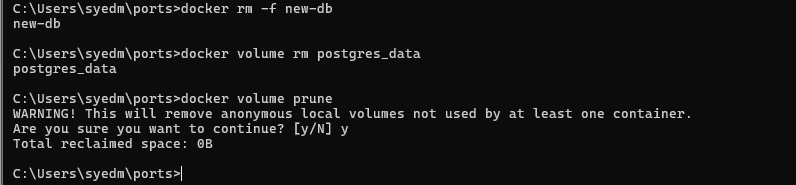 C:\Users\syedm\ports>docker rm -f new-db
new-db
C:\Users\syedm\ports>docker volume rm postgres_data
postgres_data
C:\Users\syedm\ports>docker volume prune
WARNING! This will remove anonymous local volumes not used by at least one container.
Are you sure you want to continue? [y/N] y
Total reclaimed space: 0B
C:\Users\syedm\ports>